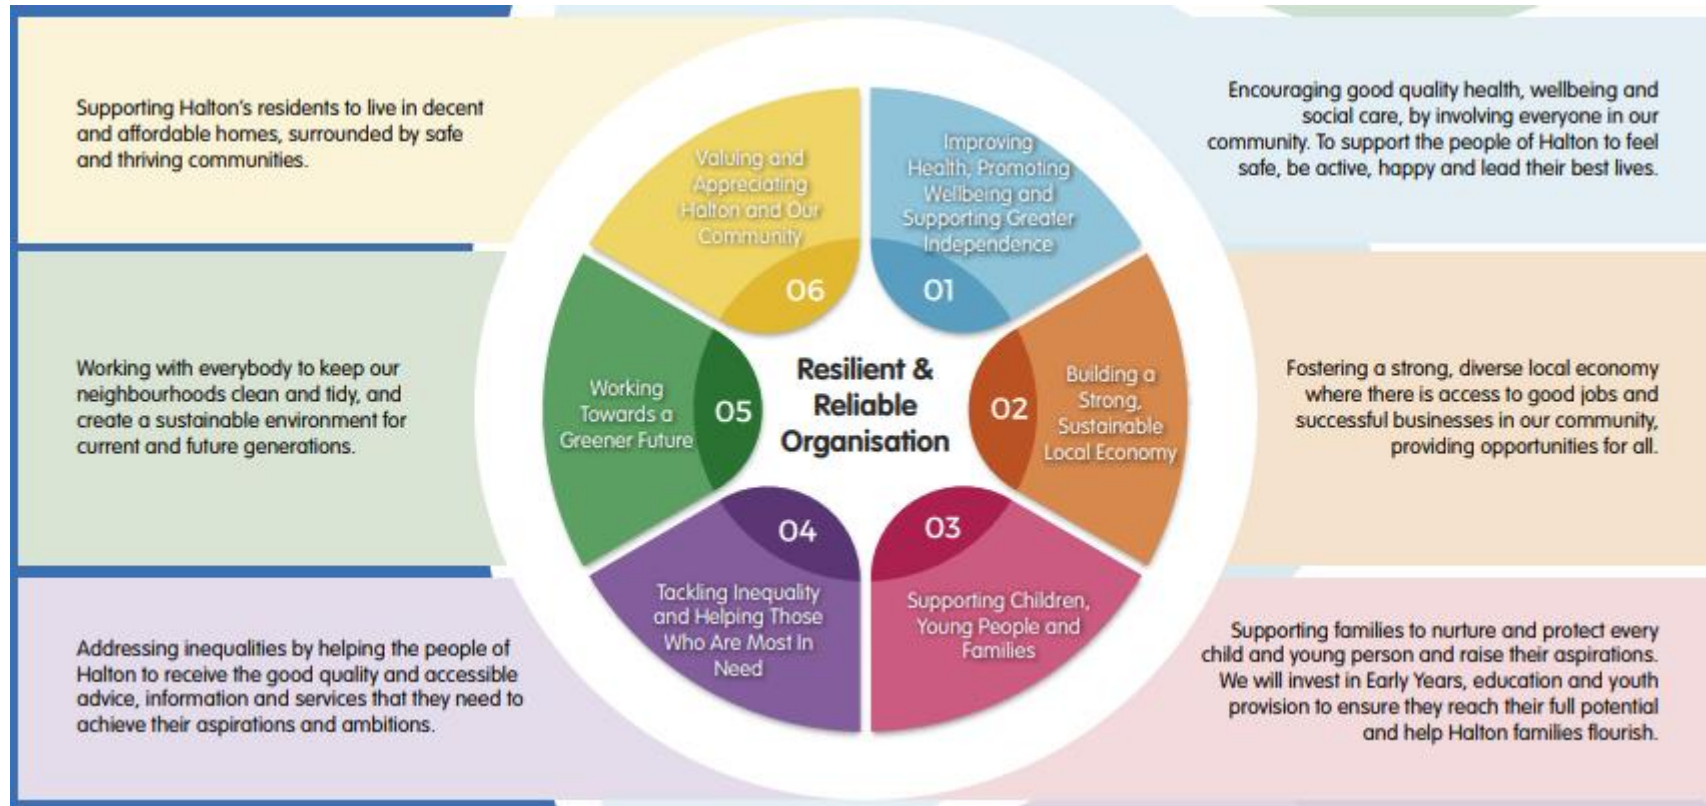 Supporting Halton's residents to live in decent
and affordable homes, surrounded by safe
and thriving communities.
Working with everybody to keep our
neighbourhoods clean and tidy, and
create a sustainable environment for
current and future generations.
Addressing inequalities by helping the people of
Halton to receive the good quality and accessible
advice, information and services that they need to
achieve their aspirations and ambitions.
Valuing and
Appreciating
Halton and Our
Community
06
Improving
Health, Promoting
Wellbeing and
Supporting Greater
Independence
01
Working
Towards a
Greener Future
05
Resilient &
Reliable
Organisation
02
Building a
Strong,
Sustainable
Local Economy
04
Tackling Inequality
and Helping Those
Who Are Most In
Need
03
Supporting Children,
Young People and
Families
Encouraging good quality health, wellbeing and
social care, by involving everyone in our
community. To support the people of Halton to feel
safe, be active, happy and lead their best lives.
Fostering a strong, diverse local economy
where there is access to good jobs and
successful businesses in our community,
providing opportunities for all.
Supporting families to nurture and protect every
child and young person and raise their aspirations.
We will invest in Early Years, education and youth
provision to ensure they reach their full potential
and help Halton families flourish.